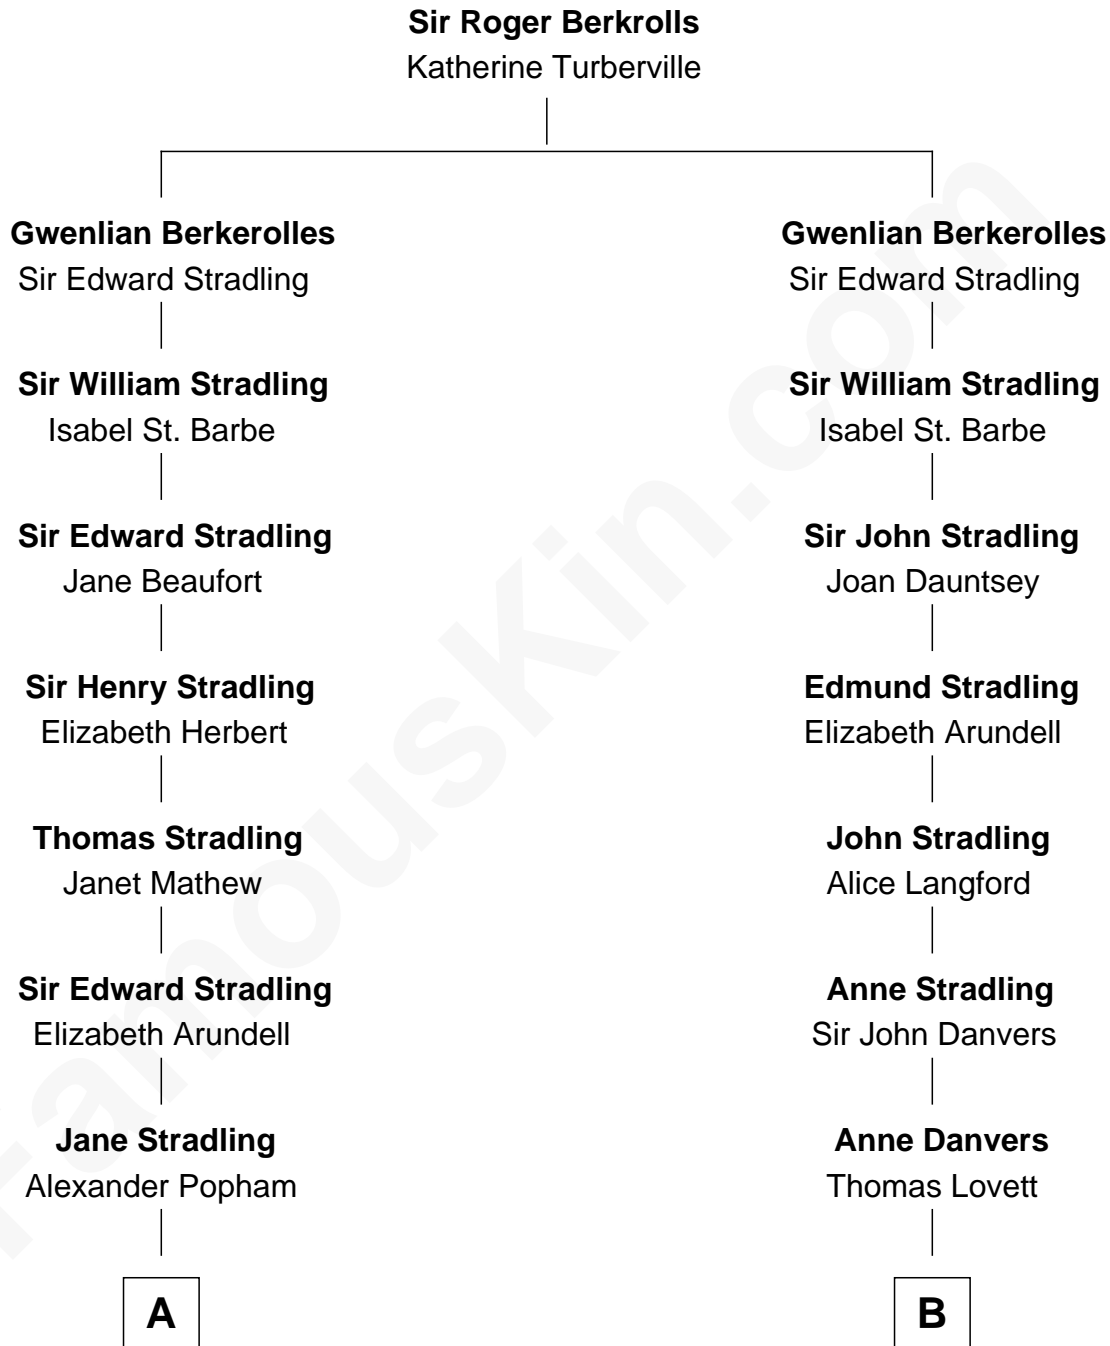 Sir Roger Berkrolls
Katherine Turberville
Gwenlian Berkerolles
Sir Edward Stradling
Gwenlian Berkerolles
Sir Edward Stradling
Sir William Stradling
Isabel St. Barbe
Sir William Stradling
Isabel St. Barbe
Sir Edward Stradling
Jane Beaufort
Sir John Stradling
Joan Dauntsey
Sir Henry Stradling
Elizabeth Herbert
Edmund Stradling
Elizabeth Arundell
Thomas Stradling
Janet Mathew
John Stradling
Alice Langford
Sir Edward Stradling
Elizabeth Arundell
Anne Stradling
Sir John Danvers
Jane Stradling
Alexander Popham
Anne Danvers
Thomas Lovett
A
B
FamousKin.com